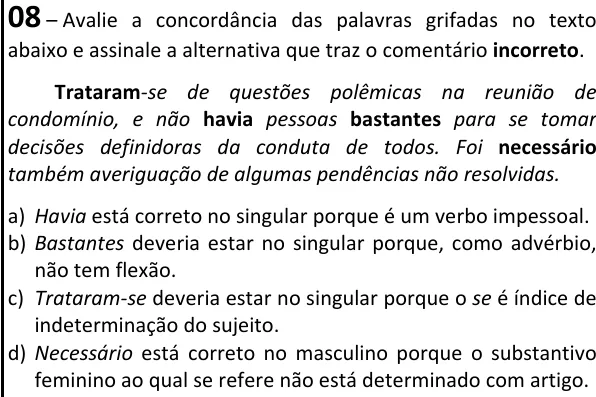 08 – Avalie a concordância das palavras grifadas no texto
abaixo e assinale a alternativa que traz o comentário incorreto.
Trataram-se de questões polêmicas na reunião de
condomínio, e não havia pessoas bastantes para se tomar
decisões definidoras da conduta de todos. Foi necessário
também averiguação de algumas pendências não resolvidas.
a) Havia está correto no singular porque é um verbo impessoal.
b) Bastantes deveria estar no singular porque, como advérbio,
não tem flexão.
c) Trataram-se deveria estar no singular porque o se é índice de
indeterminação do sujeito.
d) Necessário está correto no masculino porque o substantivo
feminino ao qual se refere não está determinado com artigo.